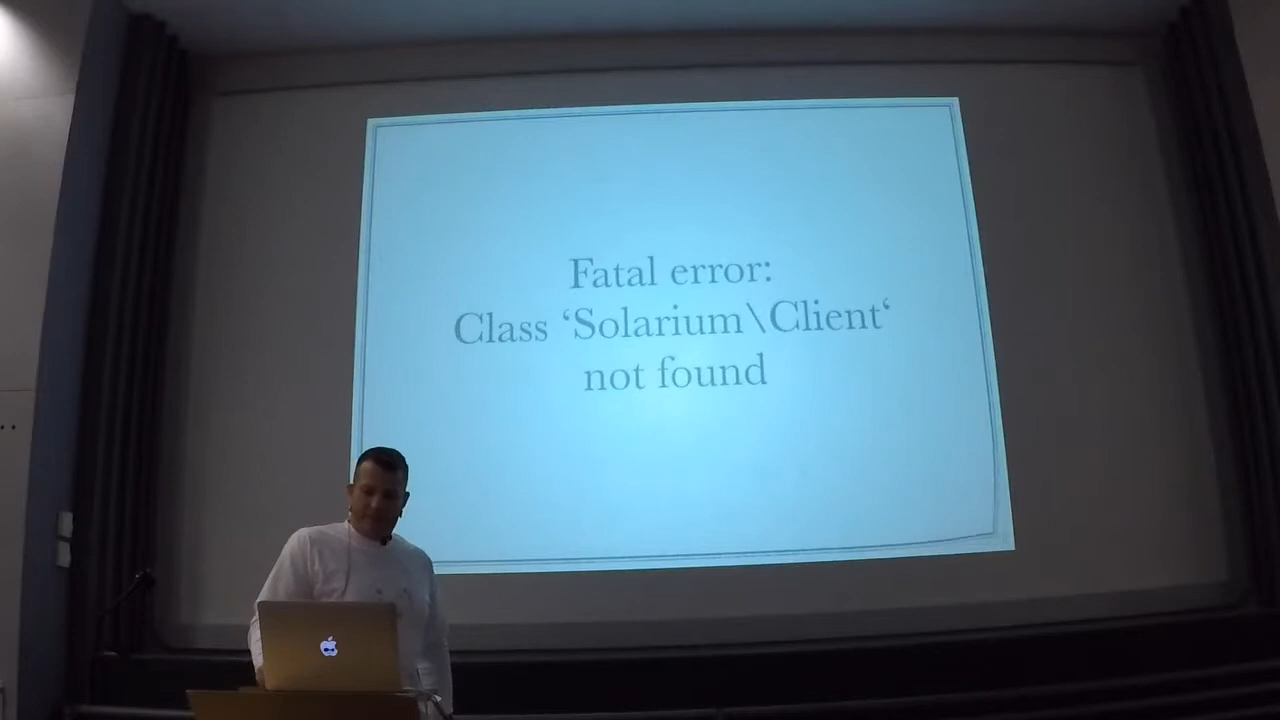 Fatal error:
Class ‘Solarium\Client‘
not found